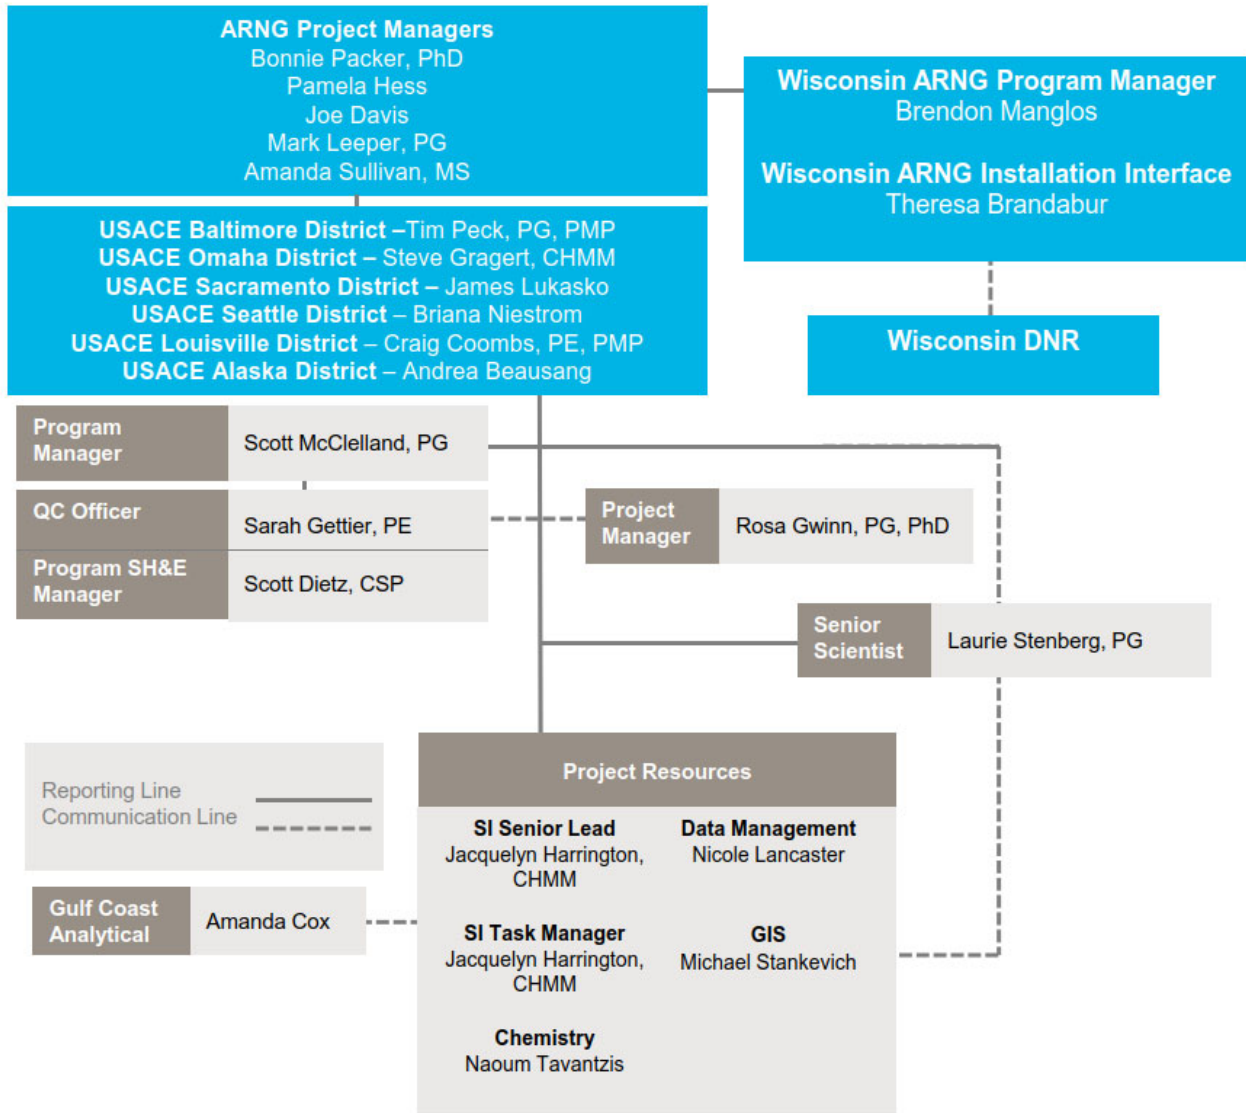 ARNG Project Managers
Bonnie Packer, PhD
Pamela Hess
Joe Davis
Mark Leeper, PG
Amanda Sullivan, MS
Wisconsin ARNG Program Manager
Brendon Manglos
Wisconsin ARNG Installation Interface
Theresa Brandabur
USACE Baltimore District –Tim Peck, PG, PMP
USACE Omaha District – Steve Gragert, CHMM
USACE Sacramento District – James Lukasko
USACE Seattle District – Briana Niestrom
USACE Louisville District – Craig Coombs, PE, PMP
USACE Alaska District – Andrea Beausang
Wisconsin DNR
Program
Manager
Scott McClelland, PG
QC Officer
Sarah Gettier, PE
Program SH&E
Manager
Scott Dietz, CSP
Project
Manager
Rosa Gwinn, PG, PhD
Senior
Scientist
Laurie Stenberg, PG
Reporting Line
Communication Line
Gulf Coast
Analytical
Amanda Cox
Project Resources
SI Senior Lead
Jacquelyn Harrington,
CHMM
Data Management
Nicole Lancaster
SI Task Manager
Jacquelyn Harrington,
CHMM
GIS
Michael Stankevich
Chemistry
Naoum Tavantzis